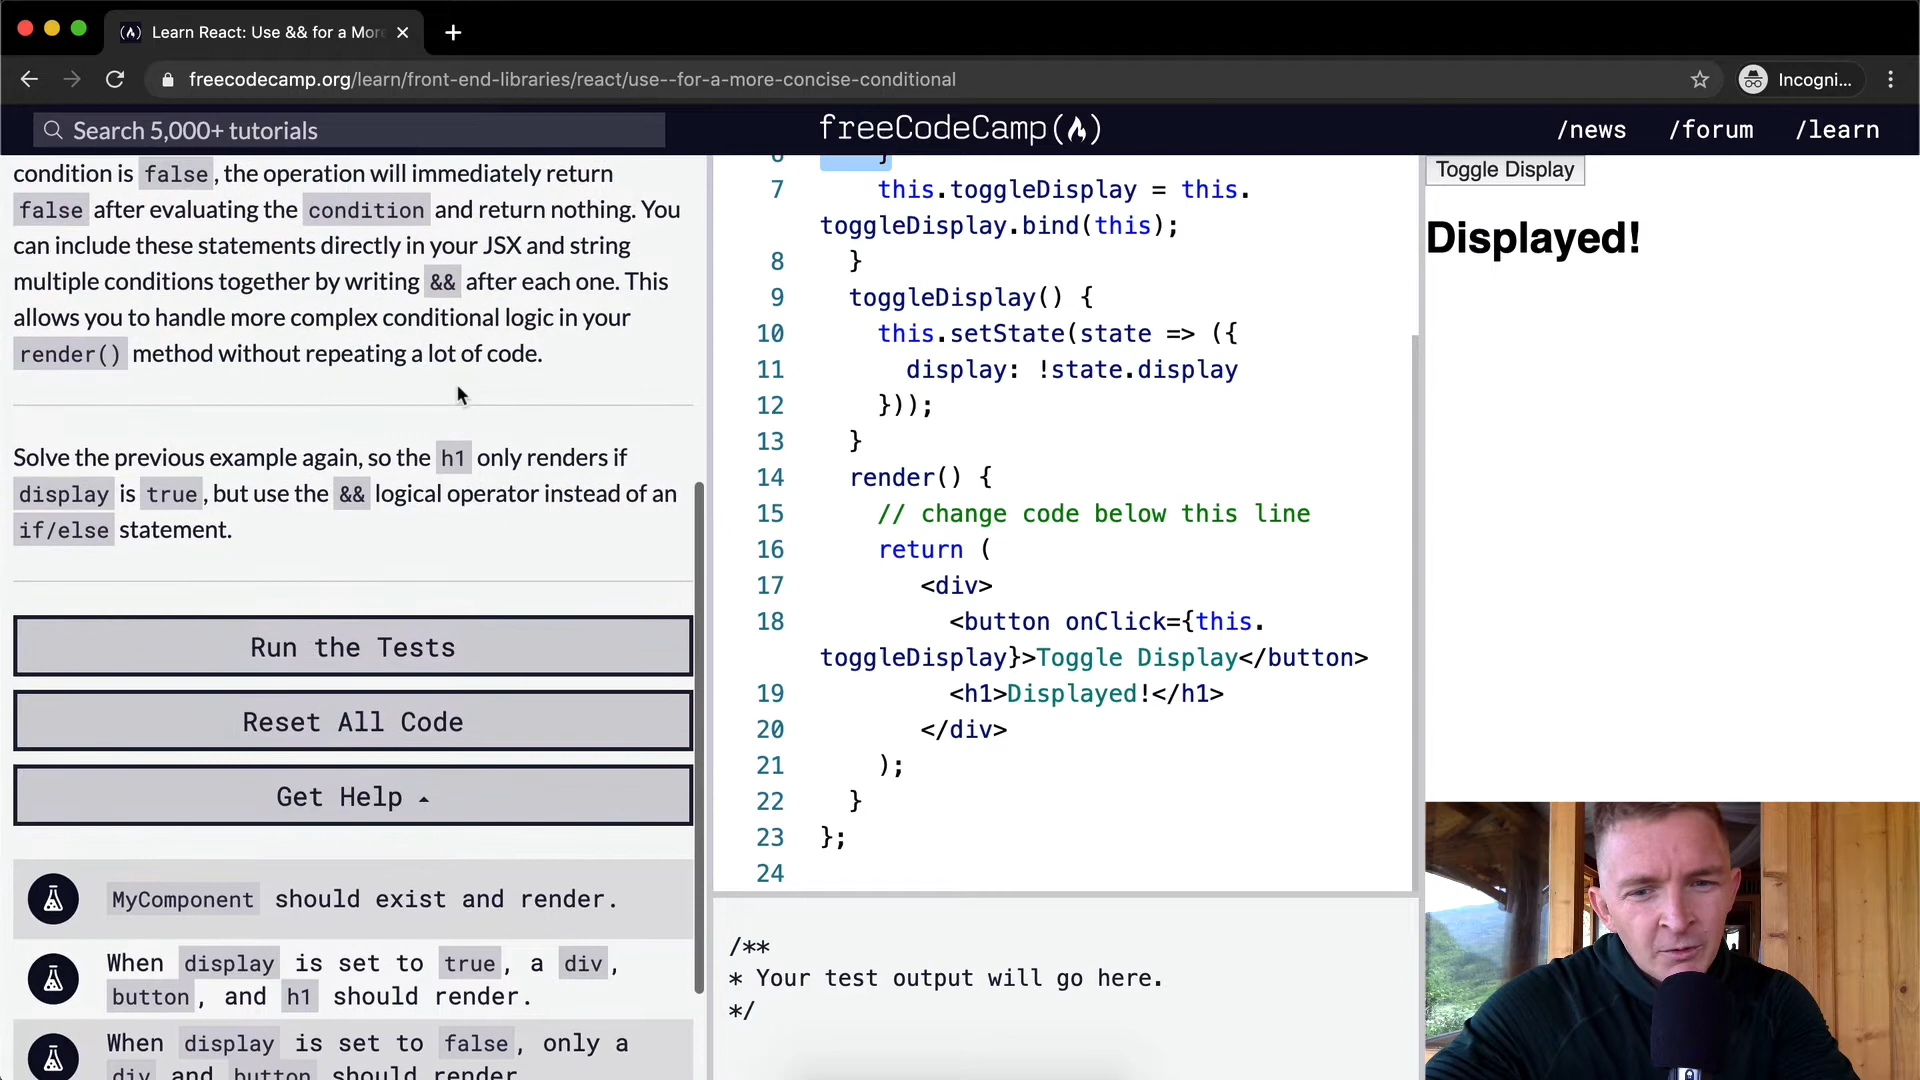 Learn React: Use && for a Mor
freecodecamp.org/learn/front-end-libraries/react/use--for-a-more-concise-conditional
Incogni...
Search 5,000+ tutorials
freeCodeCamp
/news /forum /learn
condition is false, the operation will immediately return
false after evaluating the condition and return nothing. You
can include these statements directly in your JSX and string
multiple conditions together by writing && after each one. This
allows you to handle more complex conditional logic in your
render() method without repeating a lot of code.
Solve the previous example again, so the h1 only renders if
display is true, but use the && logical operator instead of an
if/else statement.
Run the Tests
Reset All Code
Get Help
MyComponent should exist and render.
When display is set to true, a div,
button, and h1 should render.
When display is set to false, only a
div and button should render
6 }
7 this.toggleDisplay = this.
toggleDisplay.bind(this);
8 }
9 toggleDisplay() {
10 this.setState(state => ({
11 display: !state.display
12 }));
13 }
14 render() {
15 // change code below this line
16 return (
17 <div>
18 <button onClick={this.
toggleDisplay}>Toggle Display</button>
19 <h1>Displayed!</h1>
20 </div>
21 );
22 }
23 };
24
/**
* Your test output will go here.
*/
Toggle Display
Displayed!